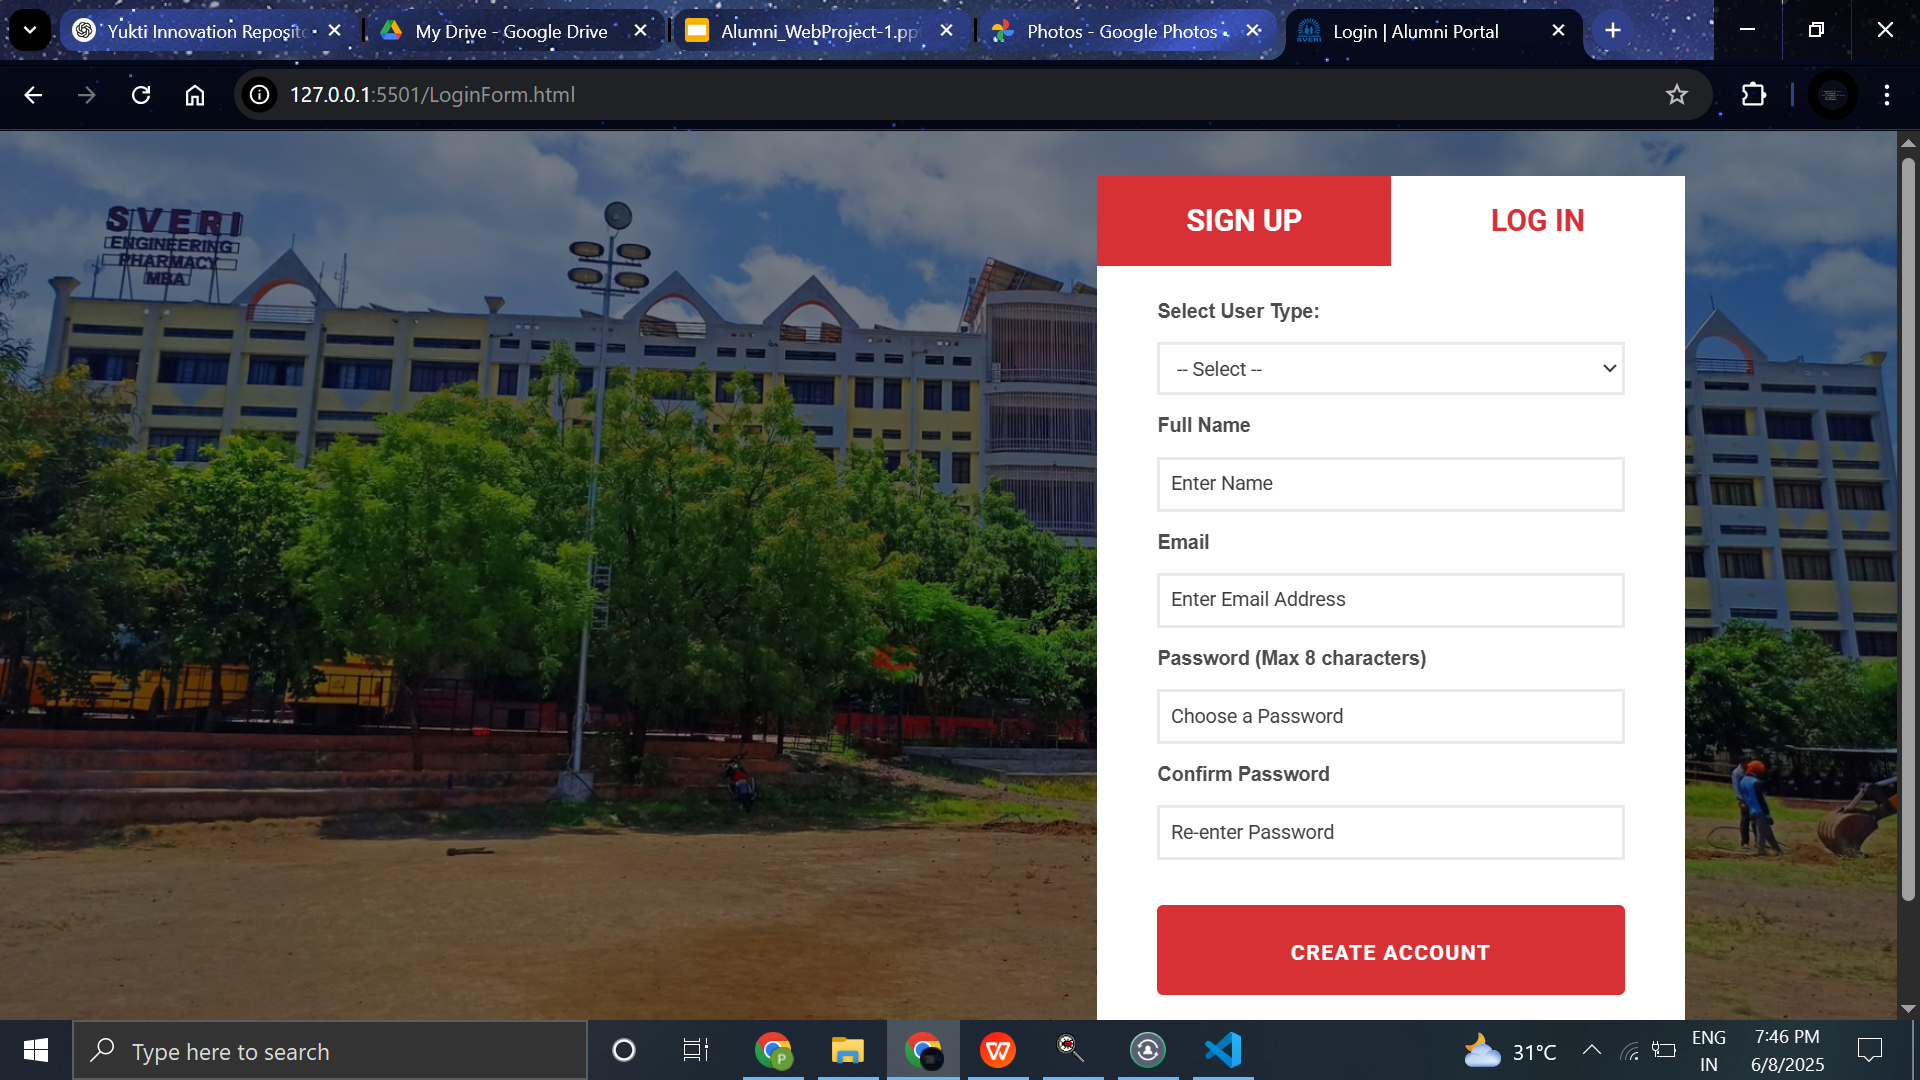 Yukti Innovation Reposito
My Drive - Google Drive
Alumni_WebProject-1.pp
Photos - Google Photos
Login | Alumni Portal
127.0.0.1:5501/LoginForm.html
SVERI
ENGINEERING
PHARMACY
MBA
SIGN UP
LOG IN
Select User Type:
-- Select --
Full Name
Enter Name
Email
Enter Email Address
Password (Max 8 characters)
Choose a Password
Confirm Password
Re-enter Password
CREATE ACCOUNT
Type here to search
31°C
ENG
IN
7:46 PM
6/8/2025